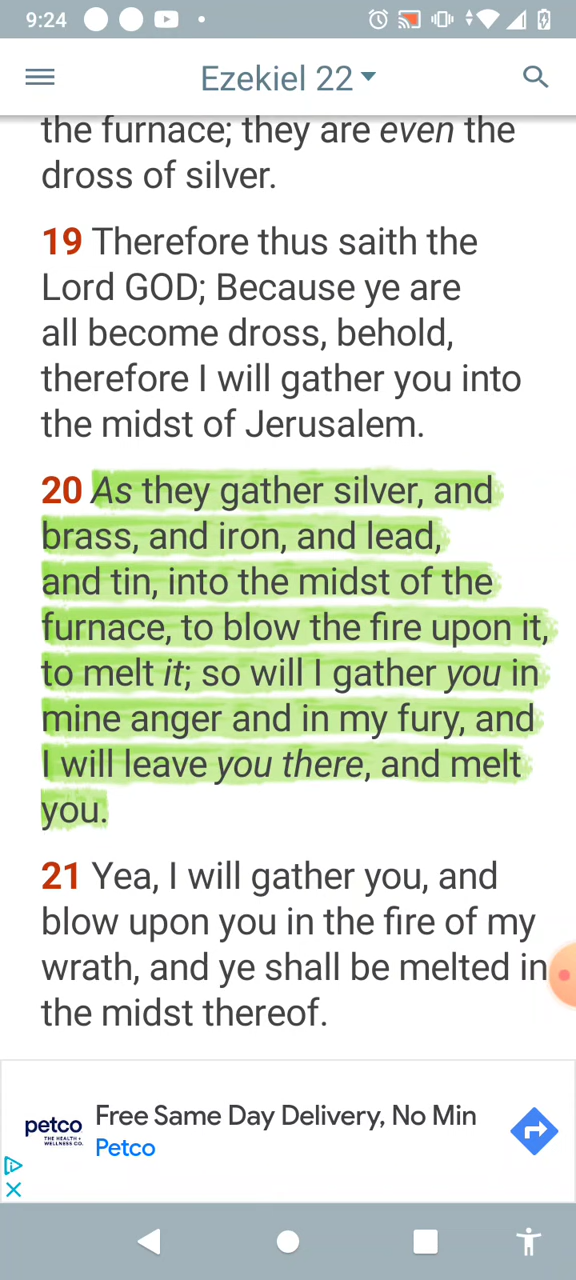 9:24
Ezekiel 22
the furnace; they are even the
dross of silver.
19 Therefore thus saith the
Lord GOD; Because ye are
all become dross, behold,
therefore I will gather you into
the midst of Jerusalem.
20 As they gather silver, and
brass, and iron, and lead,
and tin, into the midst of the
furnace, to blow the fire upon it,
to melt it; so will I gather you in
mine anger and in my fury, and
I will leave you there, and melt
you.
21 Yea, I will gather you, and
blow upon you in the fire of my
wrath, and ye shall be melted in
the midst thereof.
petco
THE HEALTH +
WELLNESS CO.
Free Same Day Delivery, No Min
Petco